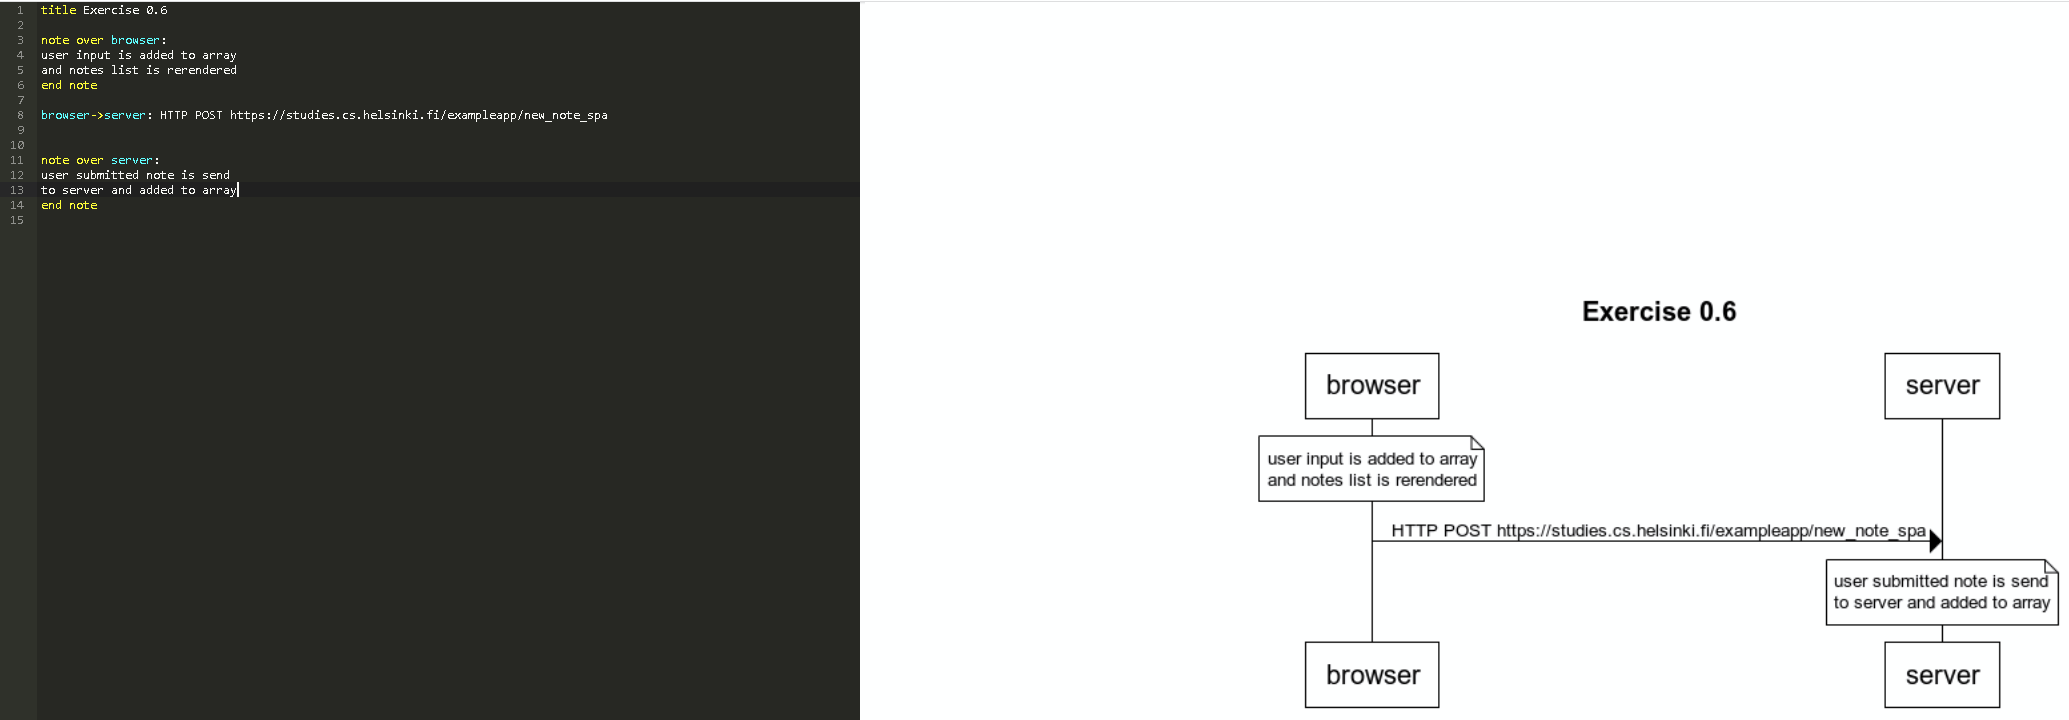 1 title Exercise 0.6
2
3 note over browser:
4 user input is added to array
5 and notes list is rerendered
6 end note
7
8 browser->server: HTTP POST https://studies.cs.helsinki.fi/exampleapp/new_note_spa
9
10
11 note over server:
12 user submitted note is send
13 to server and added to array
14 end note
15
Exercise 0.6
browser
server
user input is added to array
and notes list is rerendered
HTTP POST https://studies.cs.helsinki.fi/exampleapp/new_note_spa
user submitted note is send
to server and added to array
browser
server